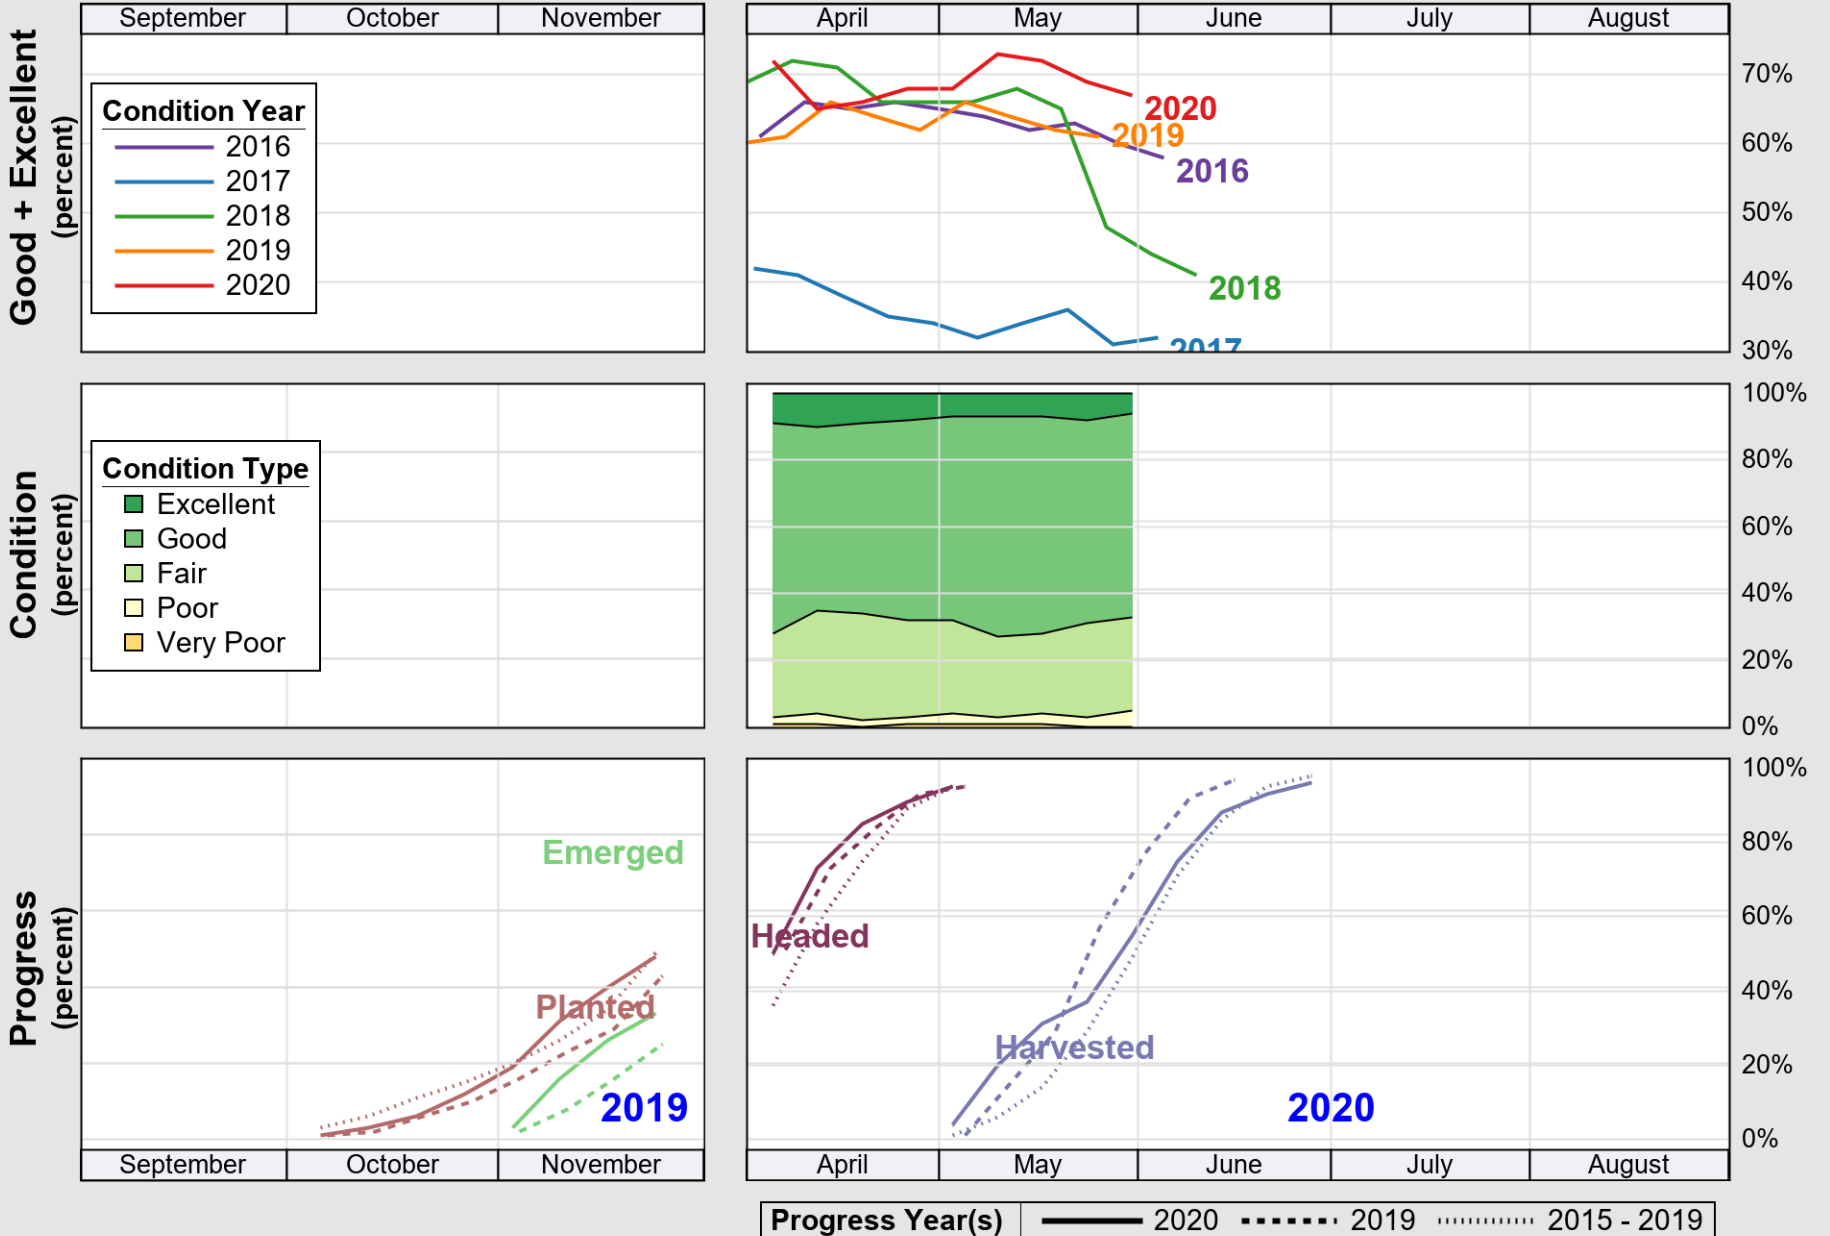 September October November April May June July August
Good + Excellent
(percent)
Condition Year
2016
2017
2018
2019
2020
2020
2019
2016
2018
2017
70%
60%
50%
40%
30%
Condition
(percent)
Condition Type
Excellent
Good
Fair
Poor
Very Poor
100%
80%
60%
40%
20%
0%
Progress
(percent)
Emerged
Planted
2019
Headed
Harvested
2020
100%
80%
60%
40%
20%
0%
September October November April May June July August
Progress Year(s) 2020 2019 2015 - 2019